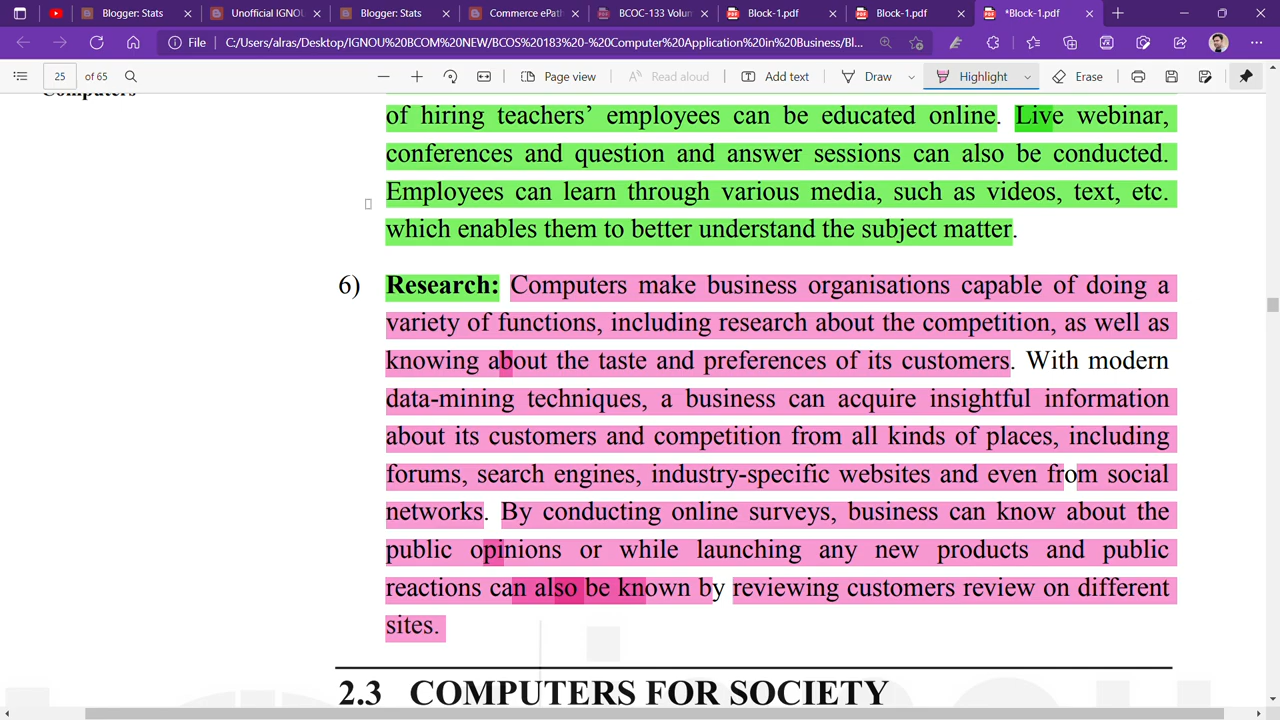 Blogger: Stats
Unofficial IGNOU
Blogger: Stats
Commerce ePath
BCOC-133 Volum
Block-1.pdf
Block-1.pdf
*Block-1.pdf
File
C:/Users/alras/Desktop/IGNOU%20BCOM%20NEW/BCOS%20183%20-%20Computer%20Application%20in%20Business/Bl...
25 of 65
Page view
Read aloud
Add text
Draw
Highlight
Erase
Computers
of hiring teachers’ employees can be educated online. Live webinar,
conferences and question and answer sessions can also be conducted.
Employees can learn through various media, such as videos, text, etc.
which enables them to better understand the subject matter.
6) Research: Computers make business organisations capable of doing a
variety of functions, including research about the competition, as well as
knowing about the taste and preferences of its customers. With modern
data-mining techniques, a business can acquire insightful information
about its customers and competition from all kinds of places, including
forums, search engines, industry-specific websites and even from social
networks. By conducting online surveys, business can know about the
public opinions or while launching any new products and public
reactions can also be known by reviewing customers review on different
sites.
2.3 COMPUTERS FOR SOCIETY